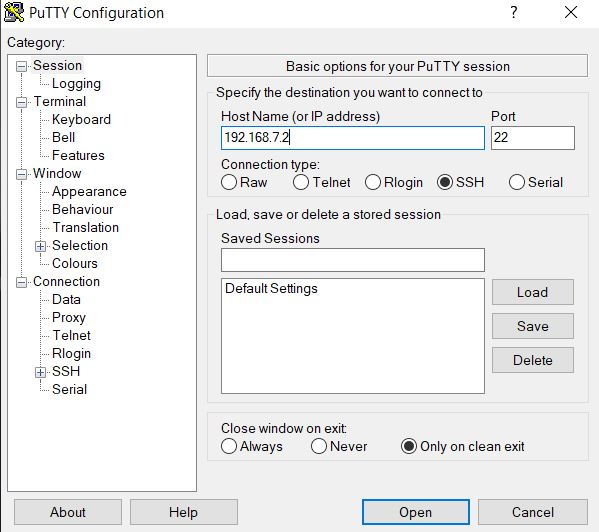 PuTTY Configuration
?
Category:
Session
Logging
Terminal
Keyboard
Bell
Features
Window
Appearance
Behaviour
Translation
Selection
Colours
Connection
Data
Proxy
Telnet
Rlogin
SSH
Serial
Basic options for your PuTTY session
Specify the destination you want to connect to
Host Name (or IP address) Port
192.168.7.2 22
Connection type:
Raw Telnet Rlogin SSH Serial
Load, save or delete a stored session
Saved Sessions
Default Settings
Load
Save
Delete
Close window on exit:
Always Never Only on clean exit
About Help Open Cancel